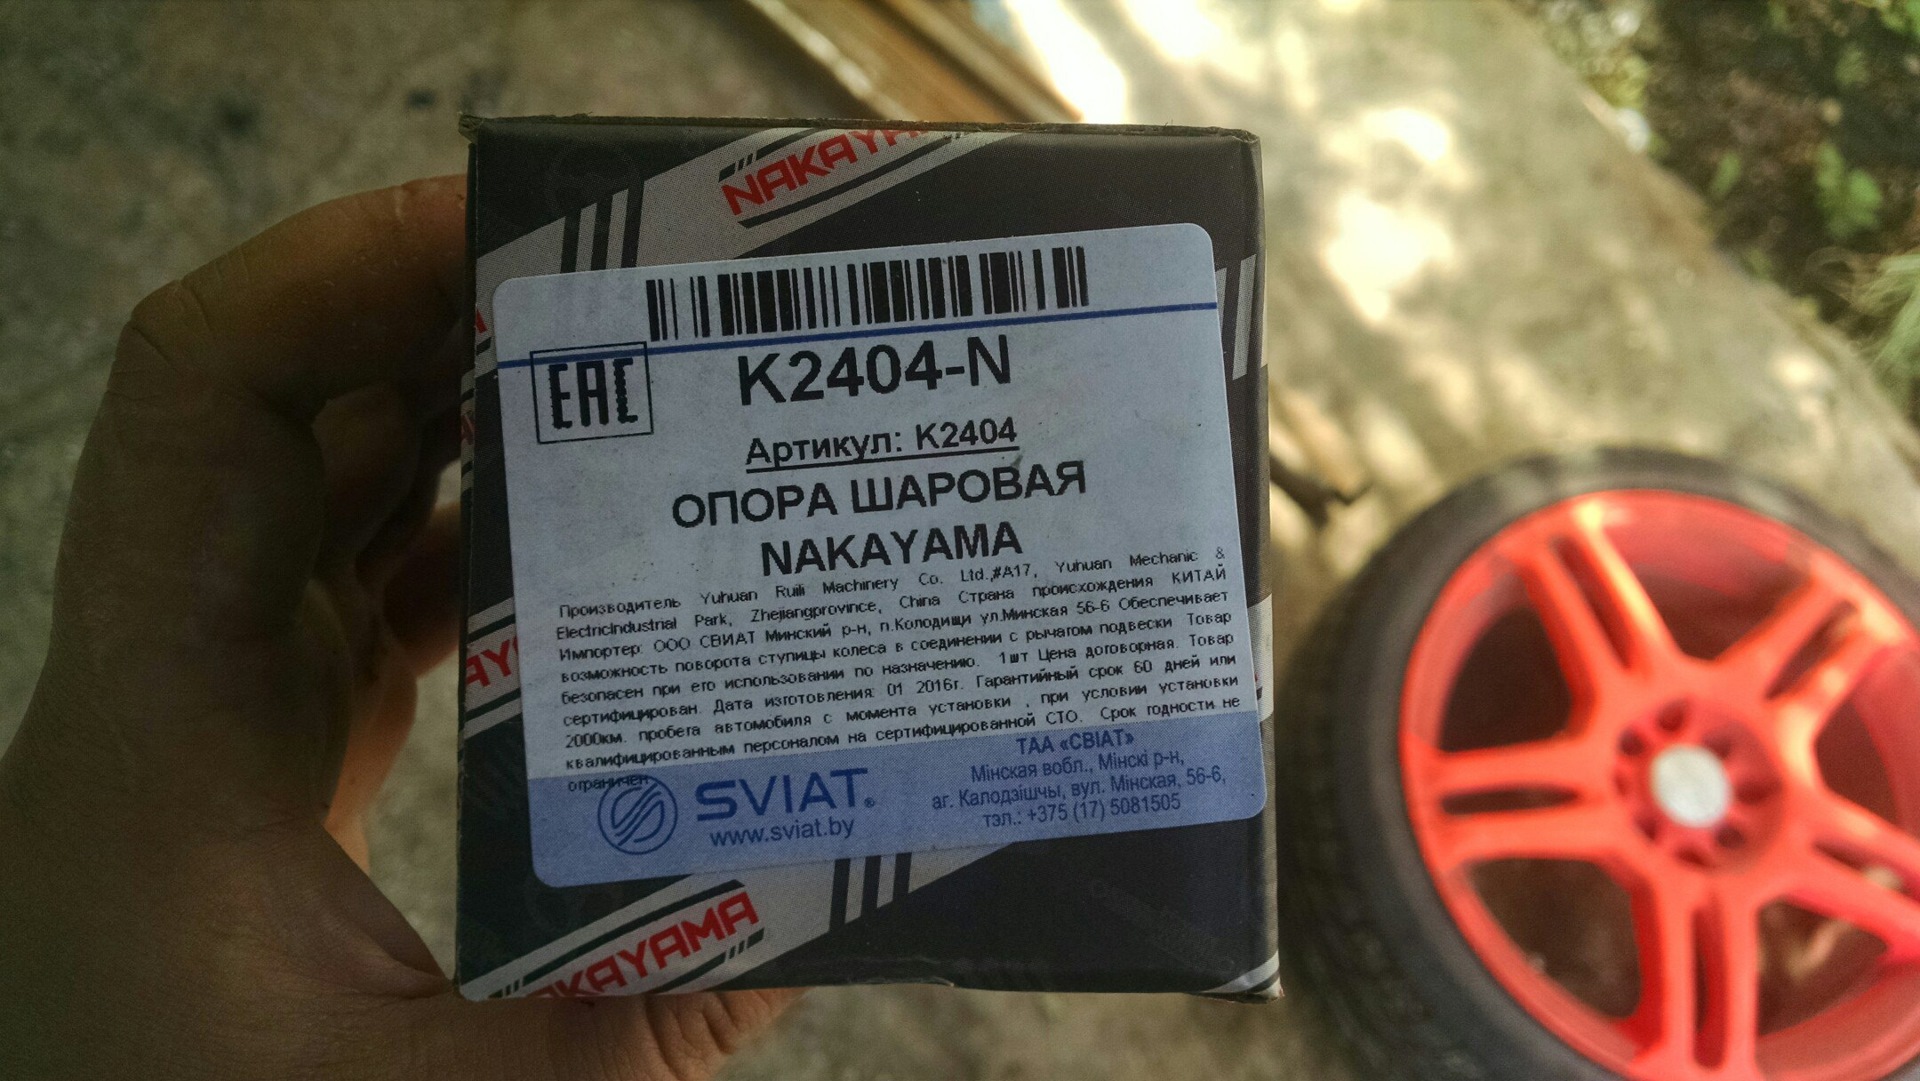 NAKAYAMA
EAC
K2404-N
Артикул: K2404
ОПОРА ШАРОВАЯ
NAKAYAMA
Производитель Yuhuan Ruili Machinery Co. Ltd.,#A17, Yuhuan Mechanic &
ElectricIndustrial Park, Zhejiangprovince, China Страна происхождения КИТАЙ
Импортер: ООО СВИАТ Минский р-н, п.Колодищи ул.Минская 56-6 Обеспечивает
возможность поворота ступицы колеса в соединении с рычагом подвески Товар
безопасен при его использовании по назначению. 1шт Цена договорная. Товар
сертифицирован. Дата изготовления: 01 2016г. Гарантийный срок 60 дней или
2000км. пробега автомобиля с момента установки , при условии установки
квалифицированным персоналом на сертифицированной СТО. Срок годности не
ограничен
SVIAT®
www.sviat.by
ТАА «СВІАТ»
Мінская вобл., Мінскі р-н,
аг. Калодзішчы, вул. Мінская, 56-6,
тэл.: +375 (17) 5081505
KAYAMA